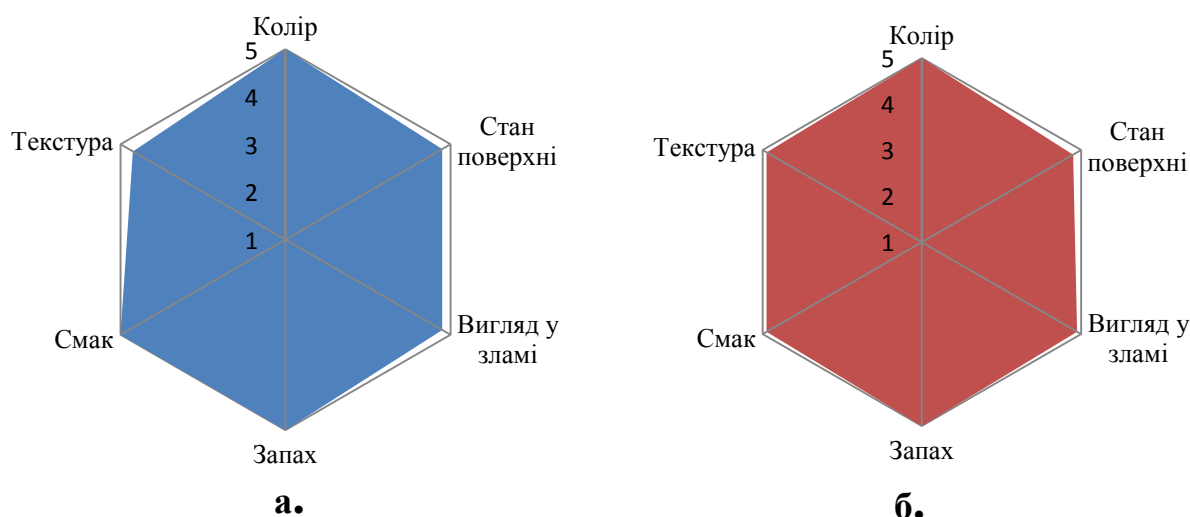 Колір
5
4
3
2
1
Стан
поверхні
Вигляд у
зламі
Запах
Смак
Текстура
а.
Колір
5
4
3
2
1
Стан
поверхні
Вигляд у
зламі
Запах
Смак
Текстура
б.